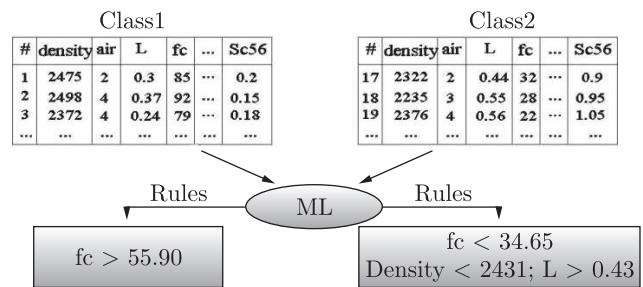 Class1 Class2
# density air L fc ... Sc56
1 2475 2 0.3 85 ... 0.2
2 2498 4 0.37 92 ... 0.15
3 2372 4 0.24 79 ... 0.18
... ... ... ... ... ...
# density air L fc ... Sc56
17 2322 2 0.44 32 ... 0.9
18 2235 3 0.55 28 ... 0.95
19 2376 4 0.56 22 ... 1.05
... ... ... ... ... ...
Rules ML Rules
fc > 55.90
fc < 34.65
Density < 2431; L > 0.43